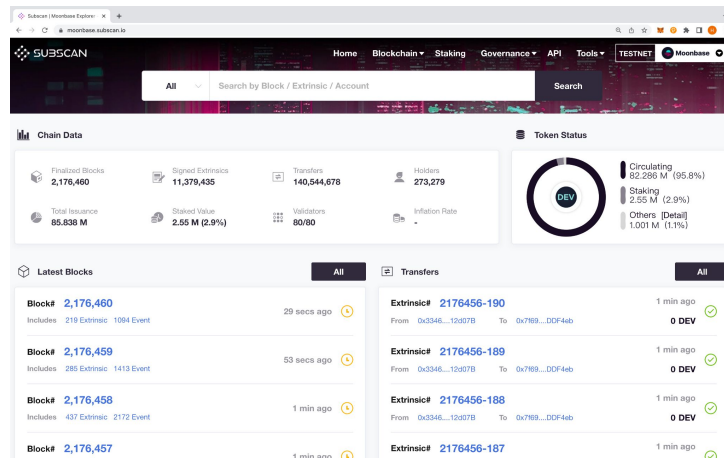 Subscan | Moonbase Explorer
moonbase.subscan.io
SUBSCAN
Home Blockchain Staking Governance API Tools TESTNET Moonbase
All Search by Block / Extrinsic / Account Search
Chain Data
Token Status
Finalized Blocks
2,176,460
Signed Extrinsics
11,379,435
Transfers
140,544,678
Holders
273,279
Total Issuance
85.838 M
Staked Value
2.55 M (2.9%)
Validators
80/80
Inflation Rate
-
DEV
Circulating
82.286 M (95.8%)
Staking
2.55 M (2.9%)
Others [Detail]
1.001 M (1.1%)
Latest Blocks All
Block# 2,176,460
29 secs ago
Includes 219 Extrinsic 1094 Event
Block# 2,176,459
53 secs ago
Includes 285 Extrinsic 1413 Event
Block# 2,176,458
1 min ago
Includes 437 Extrinsic 2172 Event
Block# 2,176,457
1 min ago
Transfers All
Extrinsic# 2176456-190 1 min ago
From 0x3346....12d07B To 0x7f69....DDF4eb 0 DEV
Extrinsic# 2176456-189 1 min ago
From 0x3346....12d07B To 0x7f69....DDF4eb 0 DEV
Extrinsic# 2176456-188 1 min ago
From 0x3346....12d07B To 0x7f69....DDF4eb 0 DEV
Extrinsic# 2176456-187 1 min ago